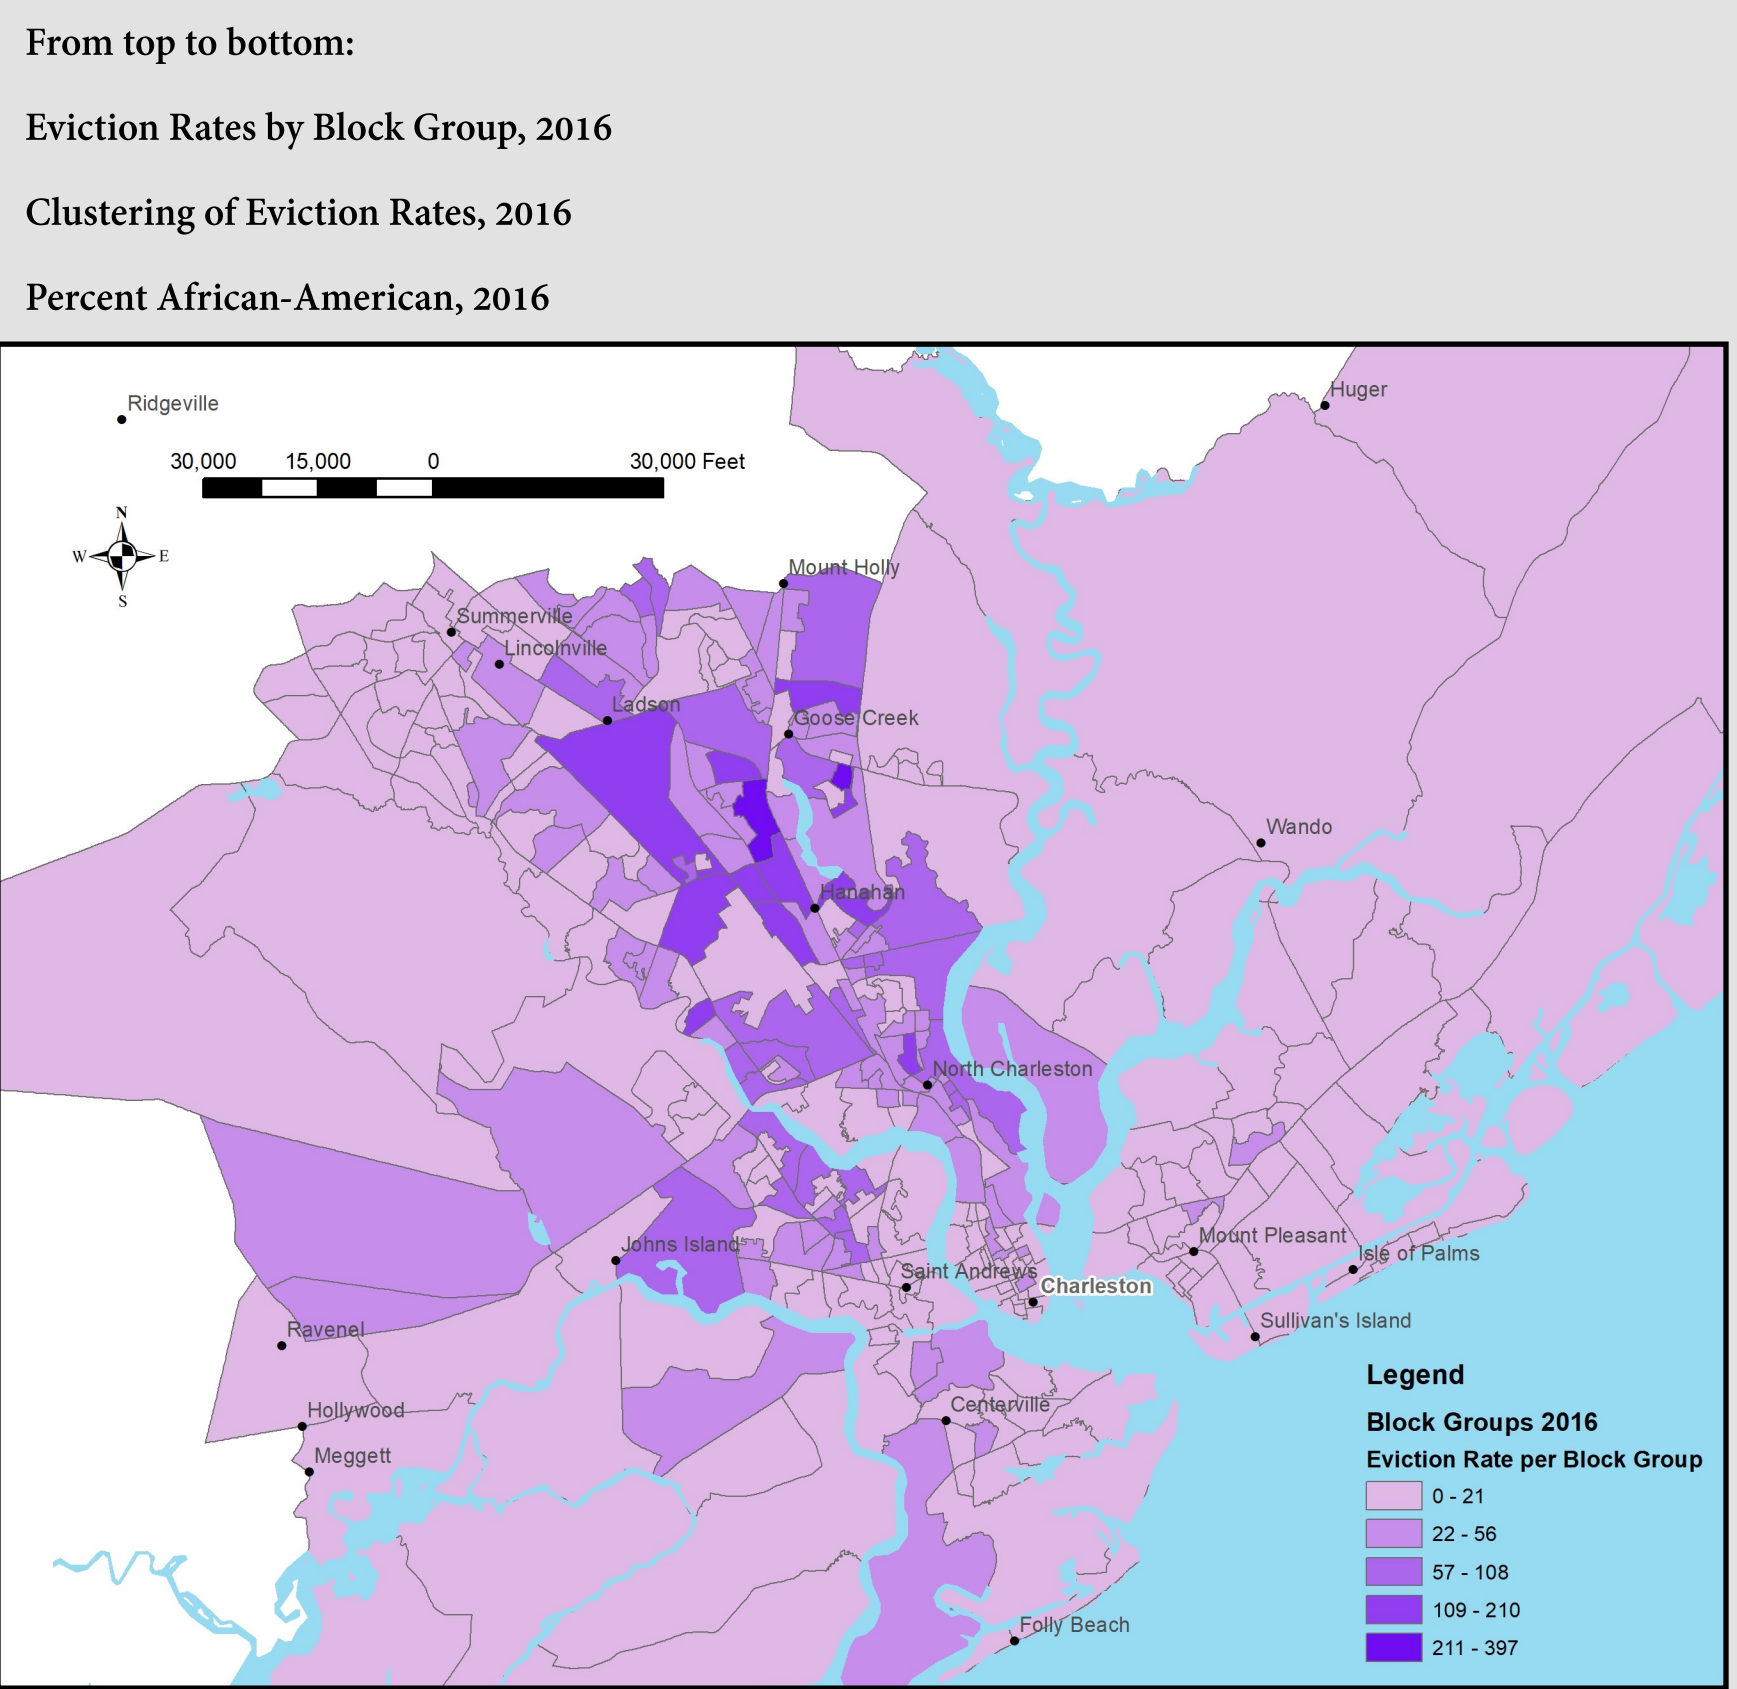 From top to bottom:
Eviction Rates by Block Group, 2016
Clustering of Eviction Rates, 2016
Percent African-American, 2016
Huger
Ridgeville
30,000 15,000 0 30,000 Feet
N
W E
S
Mount Holly
Summerville
Lincolnville
Ladson
Goose Creek
Wando
Hanahan
North Charleston
Mount Pleasant
Johns Island
Isle of Palms
Saint Andrews
Charleston
Sullivan's Island
Ravenel
Centerville
Hollywood
Meggett
Folly Beach
Legend
Block Groups 2016
Eviction Rate per Block Group
0 - 21
22 - 56
57 - 108
109 - 210
211 - 397